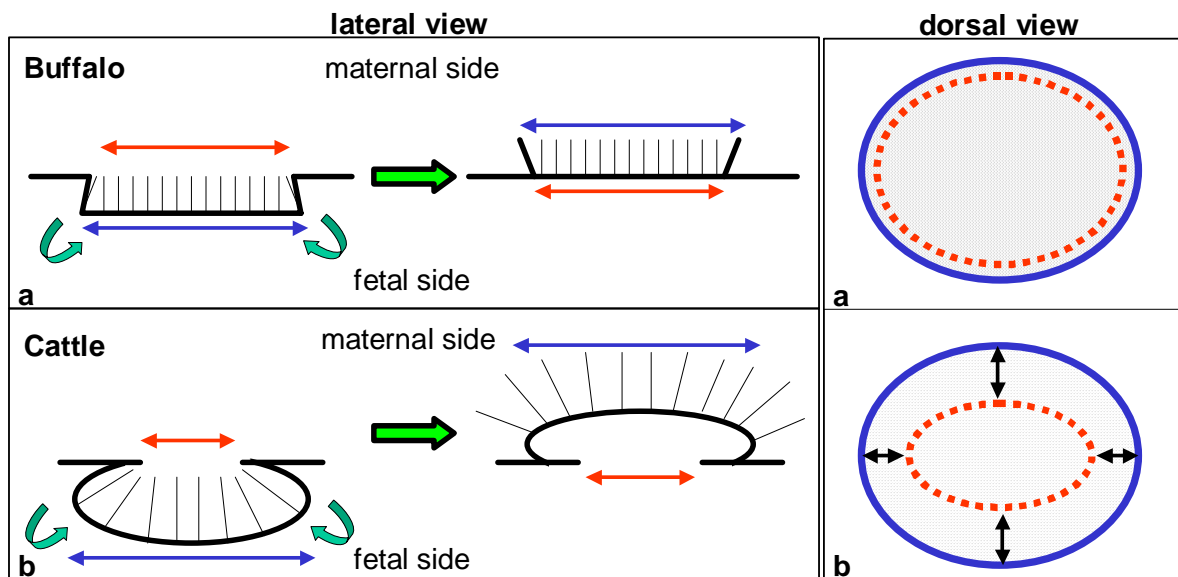 lateral view
dorsal view
Buffalo
maternal side
fetal side
a
a
Cattle
maternal side
fetal side
b
b